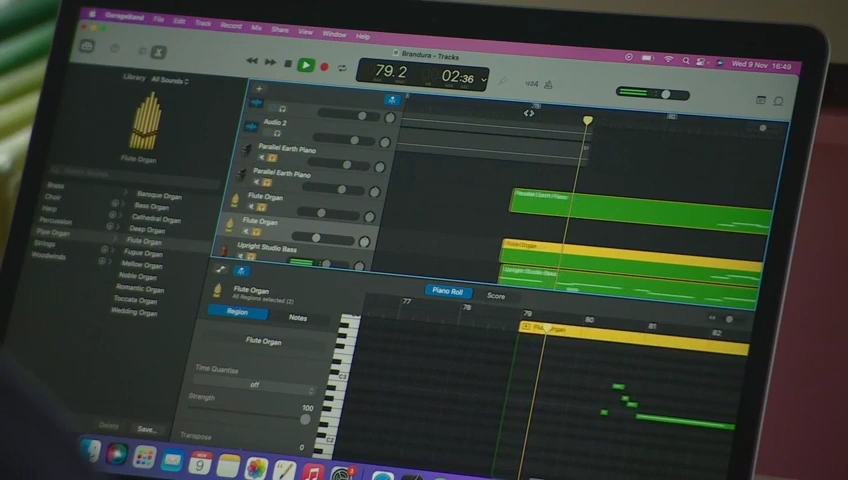 GarageBand File Edit Track Record Mix Share View Window Help
Wed 9 Nov 16:49
Brandura - Tracks
79.2
02:36
Library All Sounds
Flute Organ
Brass
Choir
Harp
Percussion
Pipe Organ
Strings
Woodwinds
Baroque Organ
Bass Organ
Cathedral Organ
Deep Organ
Flute Organ
Fugue Organ
Mellow Organ
Noble Organ
Romantic Organ
Toccata Organ
Wedding Organ
Delete
Save...
Audio 2
Parallel Earth Piano
Parallel Earth Piano
Flute Organ
Flute Organ
Upright Studio Bass
Parallel Earth Piano
Flute Organ
Upright Studio Bass
Flute Organ
All Regions selected (2)
Region
Notes
Piano Roll
Score
Flute Organ
Time Quantise
off
Strength
100
Transpose
0
77
78
79
80
81
82
C3
C2
NOV
9